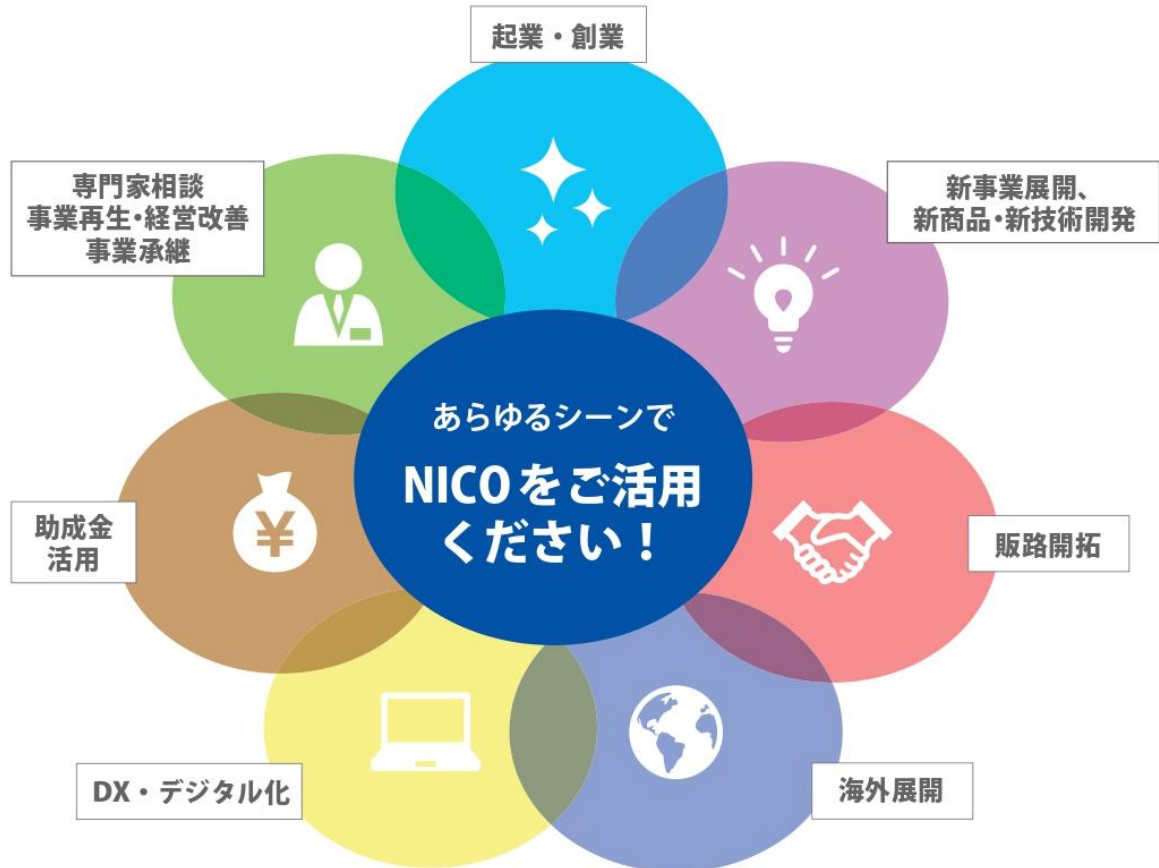 起業・創業
専門家相談
事業再生・経営改善
事業承継
新事業展開、
新商品・新技術開発
あらゆるシーンで
NICOをご活用
ください！
助成金
活用
¥
販路開拓
DX・デジタル化
海外展開